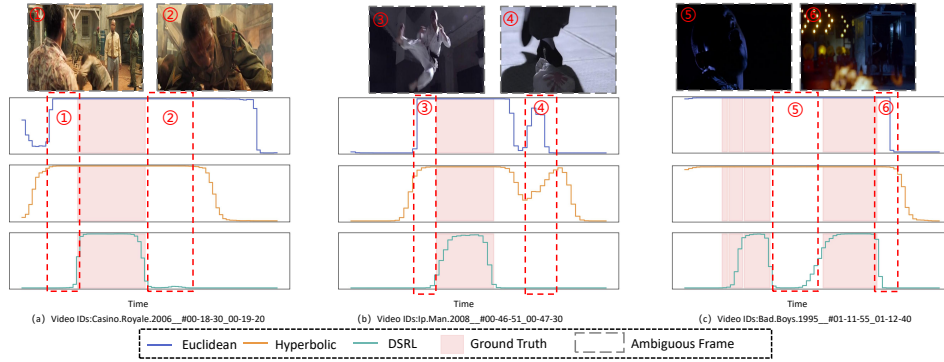 ① ② ③ ④ ⑤ ⑥
① ② ③ ④ ⑤ ⑥
Time Time Time
(a) Video IDs:Casino.Royale.2006__#00-18-30_00-19-20 (b) Video IDs:Ip.Man.2008__#00-46-51_00-47-30 (c) Video IDs:Bad.Boys.1995__#01-11-55_01-12-40
Euclidean Hyperbolic DSRL Ground Truth Ambiguous Frame